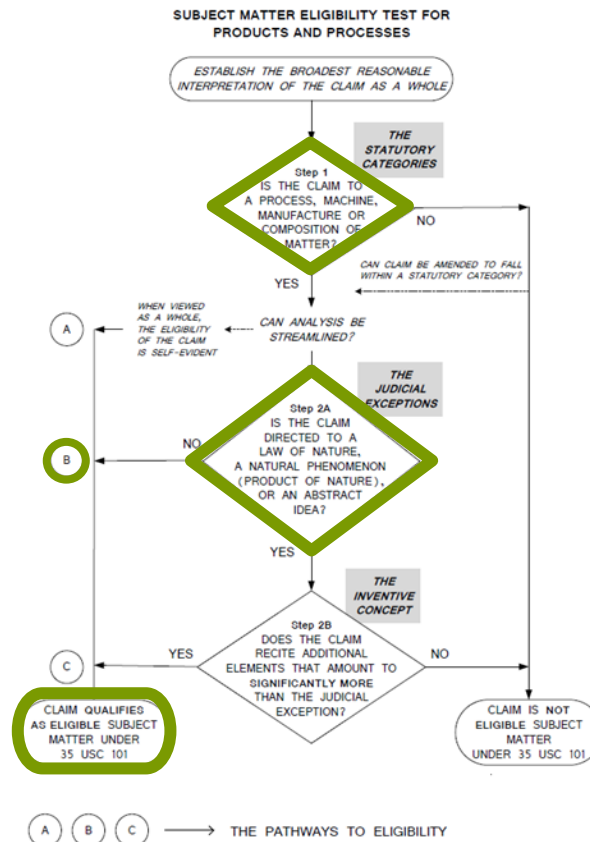 SUBJECT MATTER ELIGIBILITY TEST FOR
PRODUCTS AND PROCESSES
ESTABLISH THE BROADEST REASONABLE
INTERPRETATION OF THE CLAIM AS A WHOLE
THE
STATUTORY
CATEGORIES
Step 1
IS THE CLAIM TO
A PROCESS, MACHINE,
MANUFACTURE OR
COMPOSITION OF
MATTER?
NO
YES
CAN CLAIM BE AMENDED TO FALL
WITHIN A STATUTORY CATEGORY?
A
WHEN VIEWED
AS A WHOLE,
THE ELIGIBILITY
OF THE CLAIM
IS SELF-EVIDENT
CAN ANALYSIS BE
STREAMLINED?
THE
JUDICIAL
EXCEPTIONS
Step 2A
IS THE CLAIM
DIRECTED TO A
LAW OF NATURE,
A NATURAL PHENOMENON
(PRODUCT OF NATURE),
OR AN ABSTRACT
IDEA?
NO
B
YES
THE
INVENTIVE
CONCEPT
Step 2B
DOES THE CLAIM
RECITE ADDITIONAL
ELEMENTS THAT AMOUNT TO
SIGNIFICANTLY MORE
THAN THE JUDICIAL
EXCEPTION?
YES
NO
C
CLAIM QUALIFIES
AS ELIGIBLE SUBJECT
MATTER UNDER
35 USC 101
CLAIM IS NOT
ELIGIBLE SUBJECT
MATTER
UNDER 35 USC 101
A B C THE PATHWAYS TO ELIGIBILITY